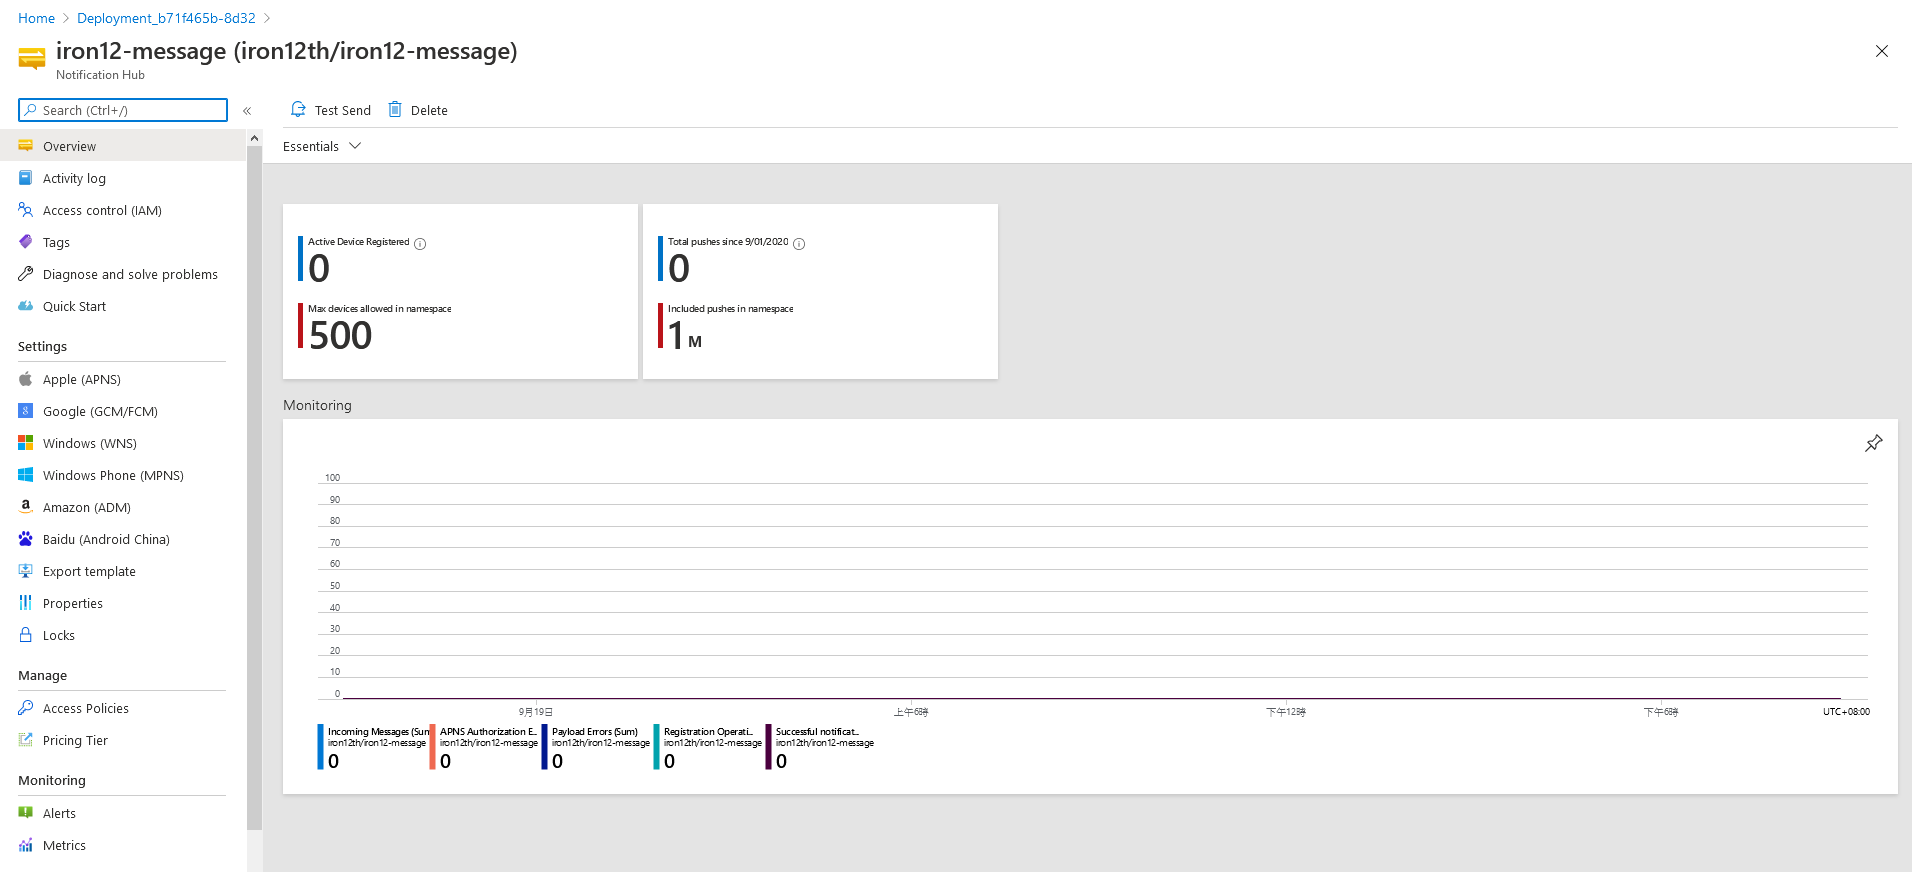 Home > Deployment_b71f465b-8d32 >
iron12-message (iron12th/iron12-message)
Notification Hub
Search (Ctrl+/)
«
Overview
Activity log
Access control (IAM)
Tags
Diagnose and solve problems
Quick Start
Settings
Apple (APNS)
Google (GCM/FCM)
Windows (WNS)
Windows Phone (MPNS)
Amazon (ADM)
Baidu (Android China)
Export template
Properties
Locks
Manage
Access Policies
Pricing Tier
Monitoring
Alerts
Metrics
Test Send
Delete
Essentials
Active Device Registered
0
Max devices allowed in namespace
500
Total pushes since 9/01/2020
0
Included pushes in namespace
1 M
Monitoring
100
90
80
70
60
50
40
30
20
10
0
9月19日
上午6時
下午12時
下午6時
UTC+08:00
Incoming Messages (Sum
iron12th/iron12-message
0
APNS Authorization E...
iron12th/iron12-message
0
Payload Errors (Sum)
iron12th/iron12-message
0
Registration Operati...
iron12th/iron12-message
0
Successful notificat...
iron12th/iron12-message
0